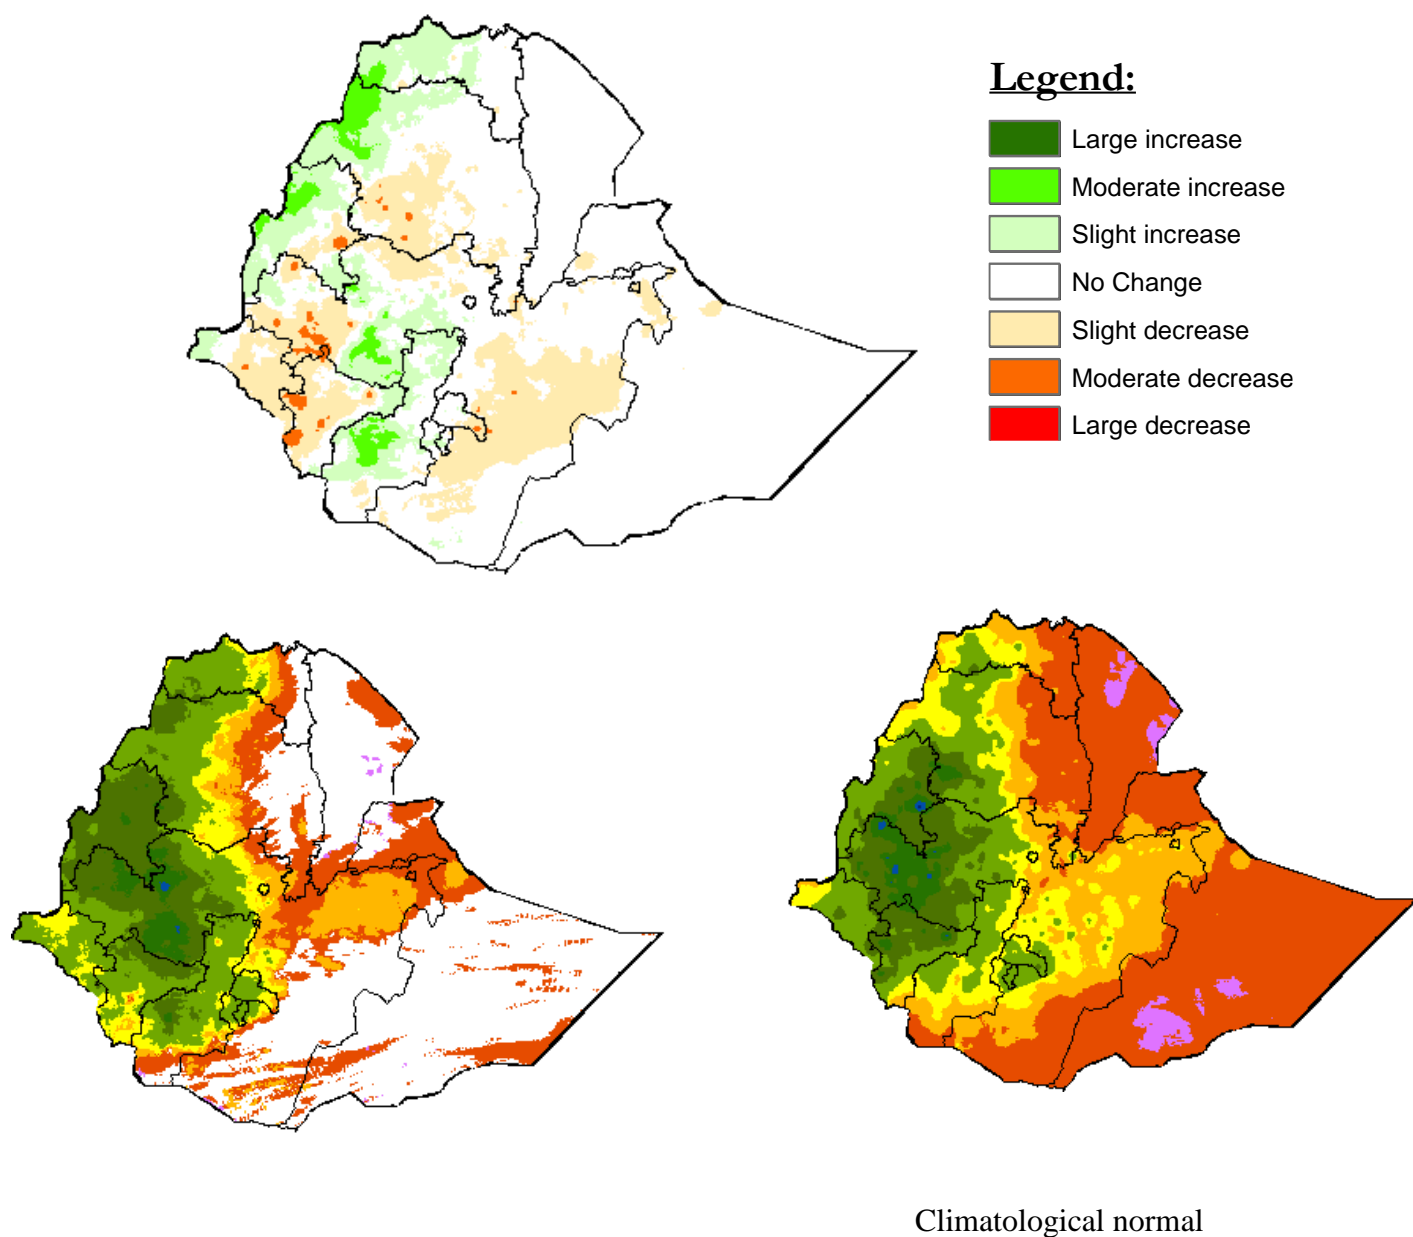 Legend:
Large increase
Moderate increase
Slight increase
No Change
Slight decrease
Moderate decrease
Large decrease
Climatological normal